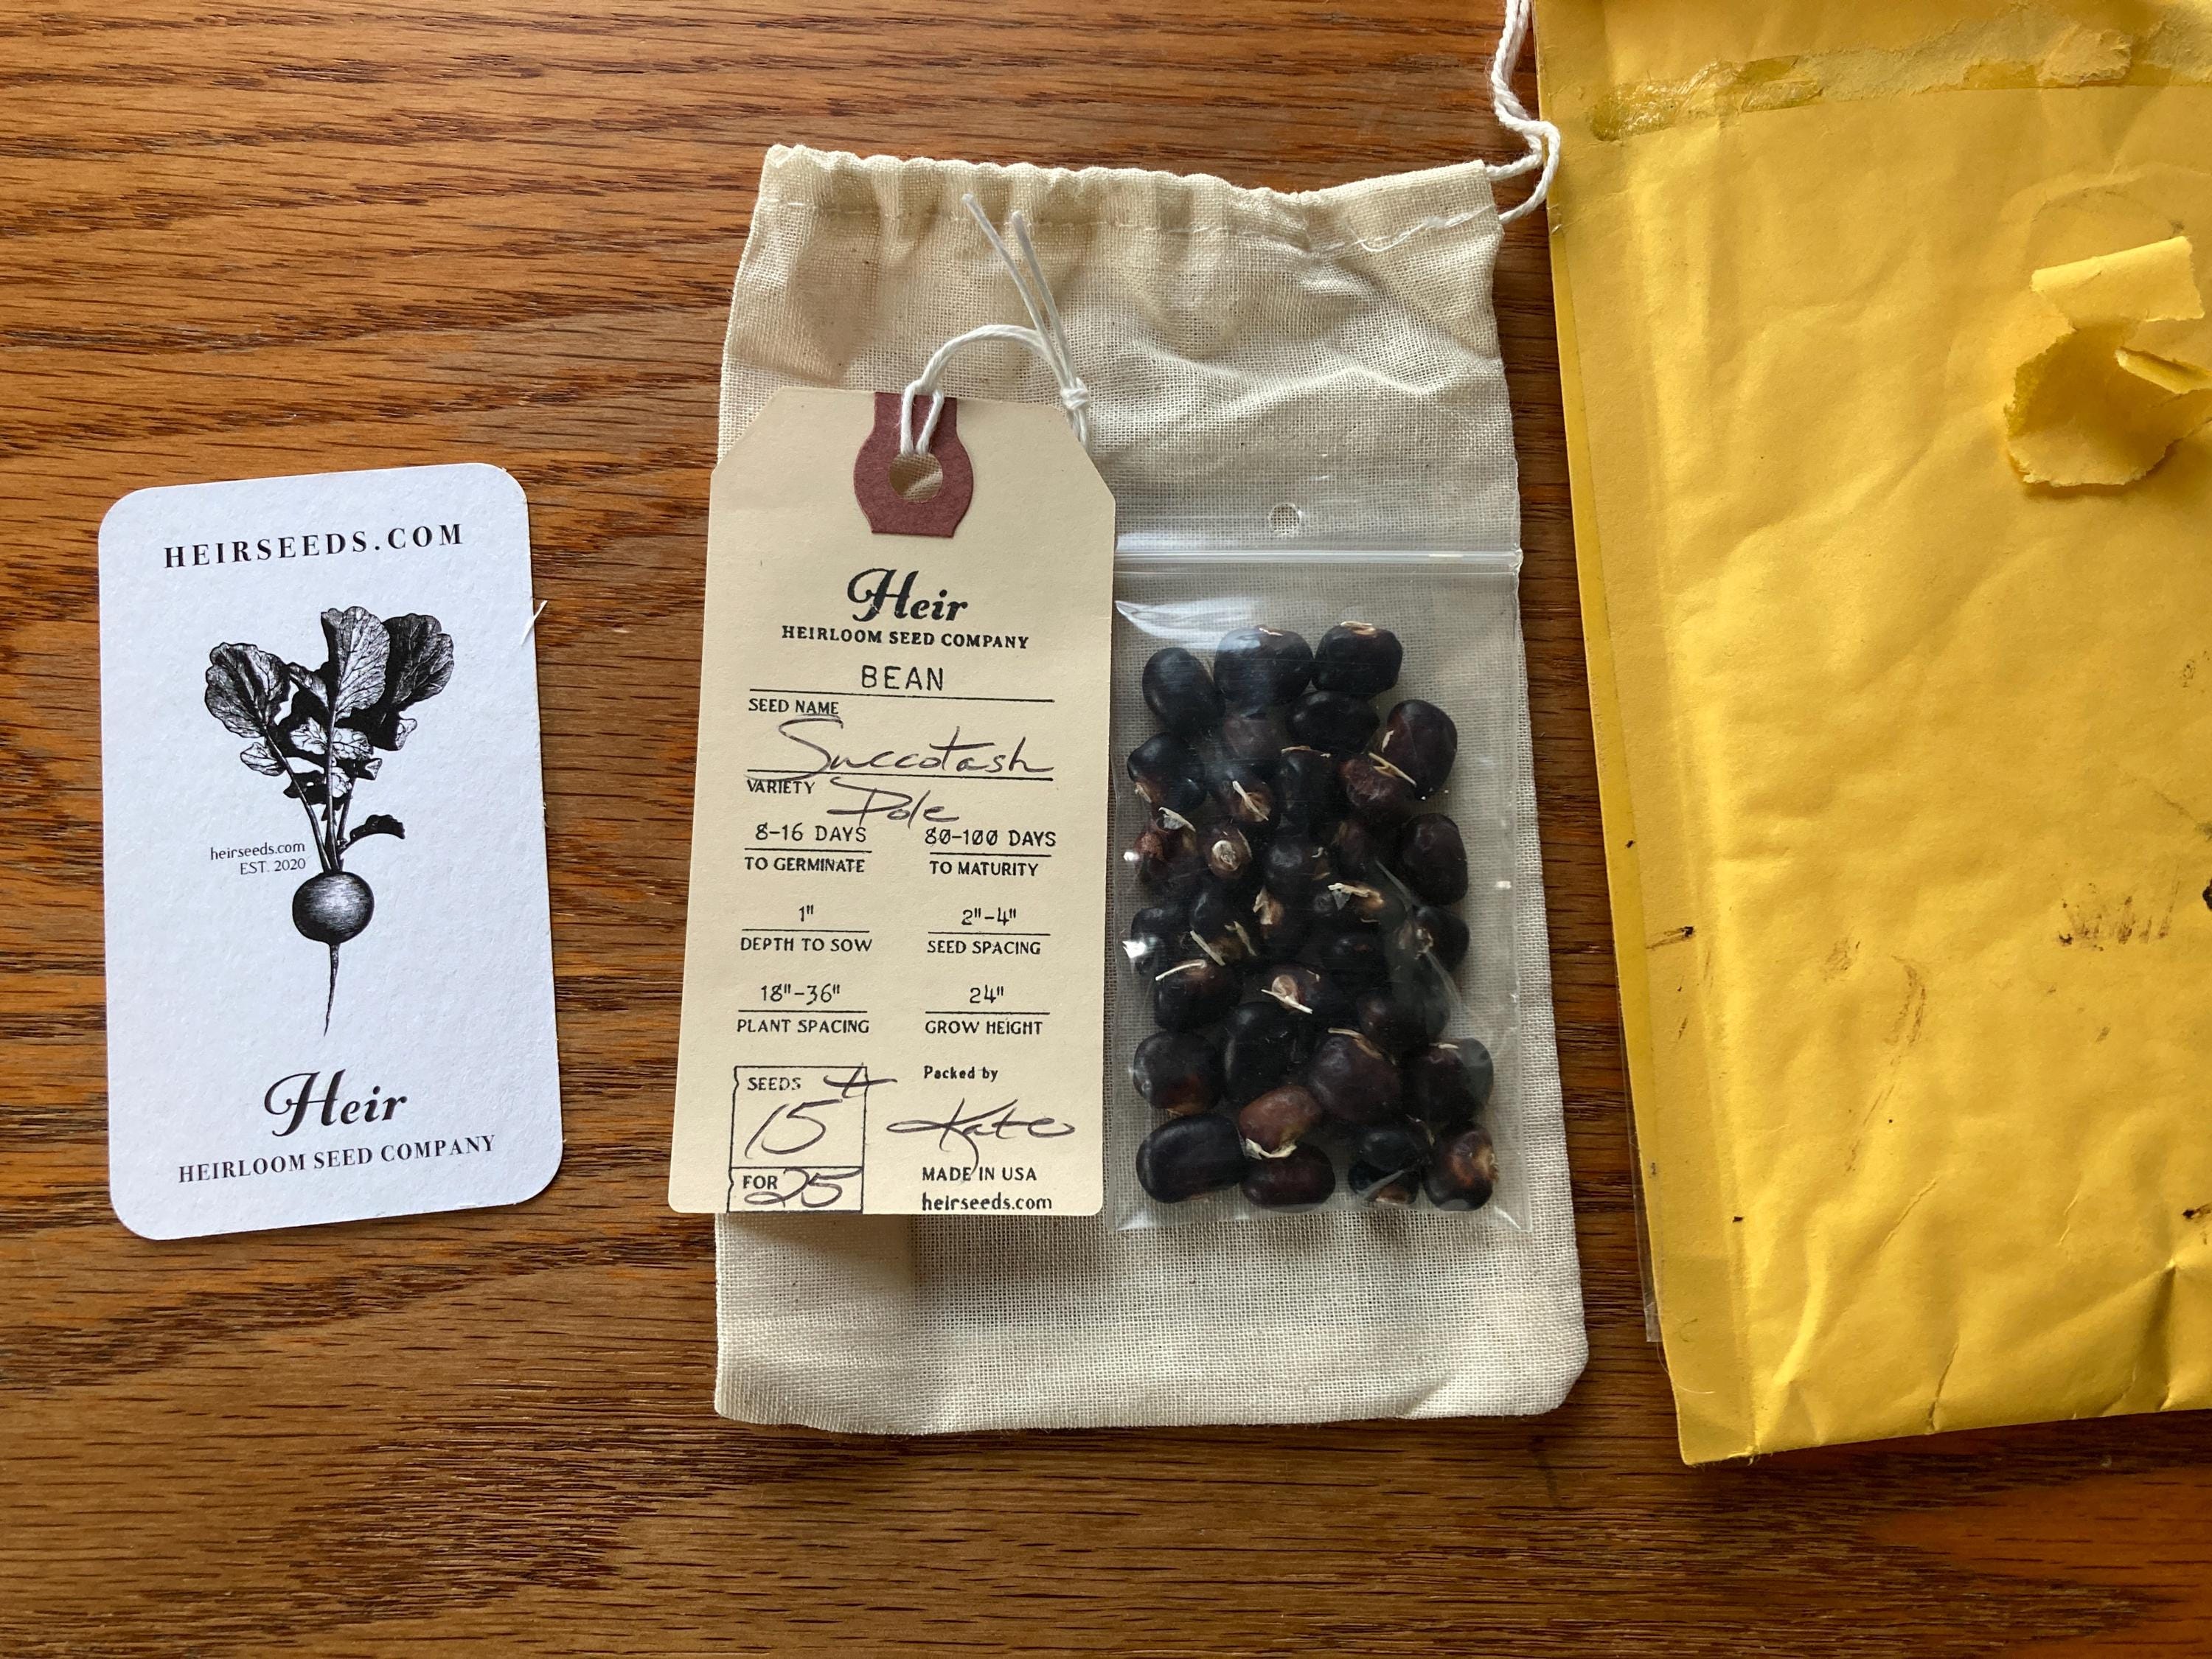 HEIRSEEDS.COM
heirseeds.com
EST. 2020
Heir
HEIRLOOM SEED COMPANY
Heir
HEIRLOOM SEED COMPANY
BEAN
SEED NAME
Succotash
VARIETY Pole
8-16 DAYS 80-100 DAYS
TO GERMINATE TO MATURITY
1" 2"-4"
DEPTH TO SOW SEED SPACING
18"-36" 24"
PLANT SPACING GROW HEIGHT
SEEDS # Packed by
15 Kate
MADE IN USA
FOR 25 heirseeds.com